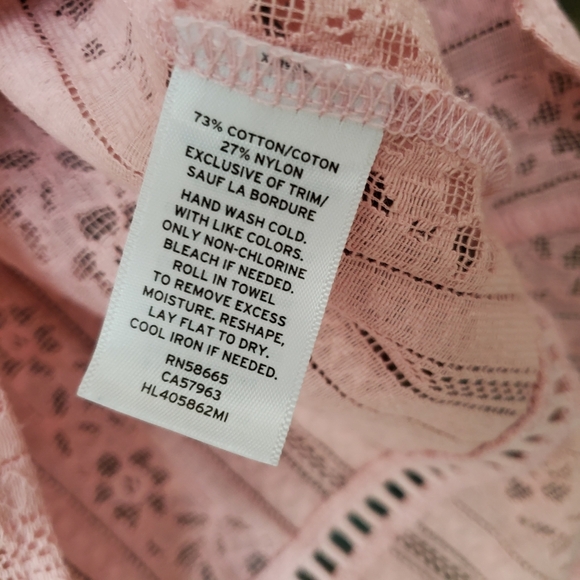 73% COTTON/COTON
27% NYLON
EXCLUSIVE OF TRIM/
SAUF LA BORDURE
HAND WASH COLD.
WITH LIKE COLORS.
ONLY NON-CHLORINE
BLEACH IF NEEDED.
ROLL IN TOWEL
TO REMOVE EXCESS
MOISTURE, RESHAPE,
LAY FLAT TO DRY.
COOL IRON IF NEEDED.
RN58665
CA57963
HL405862MI